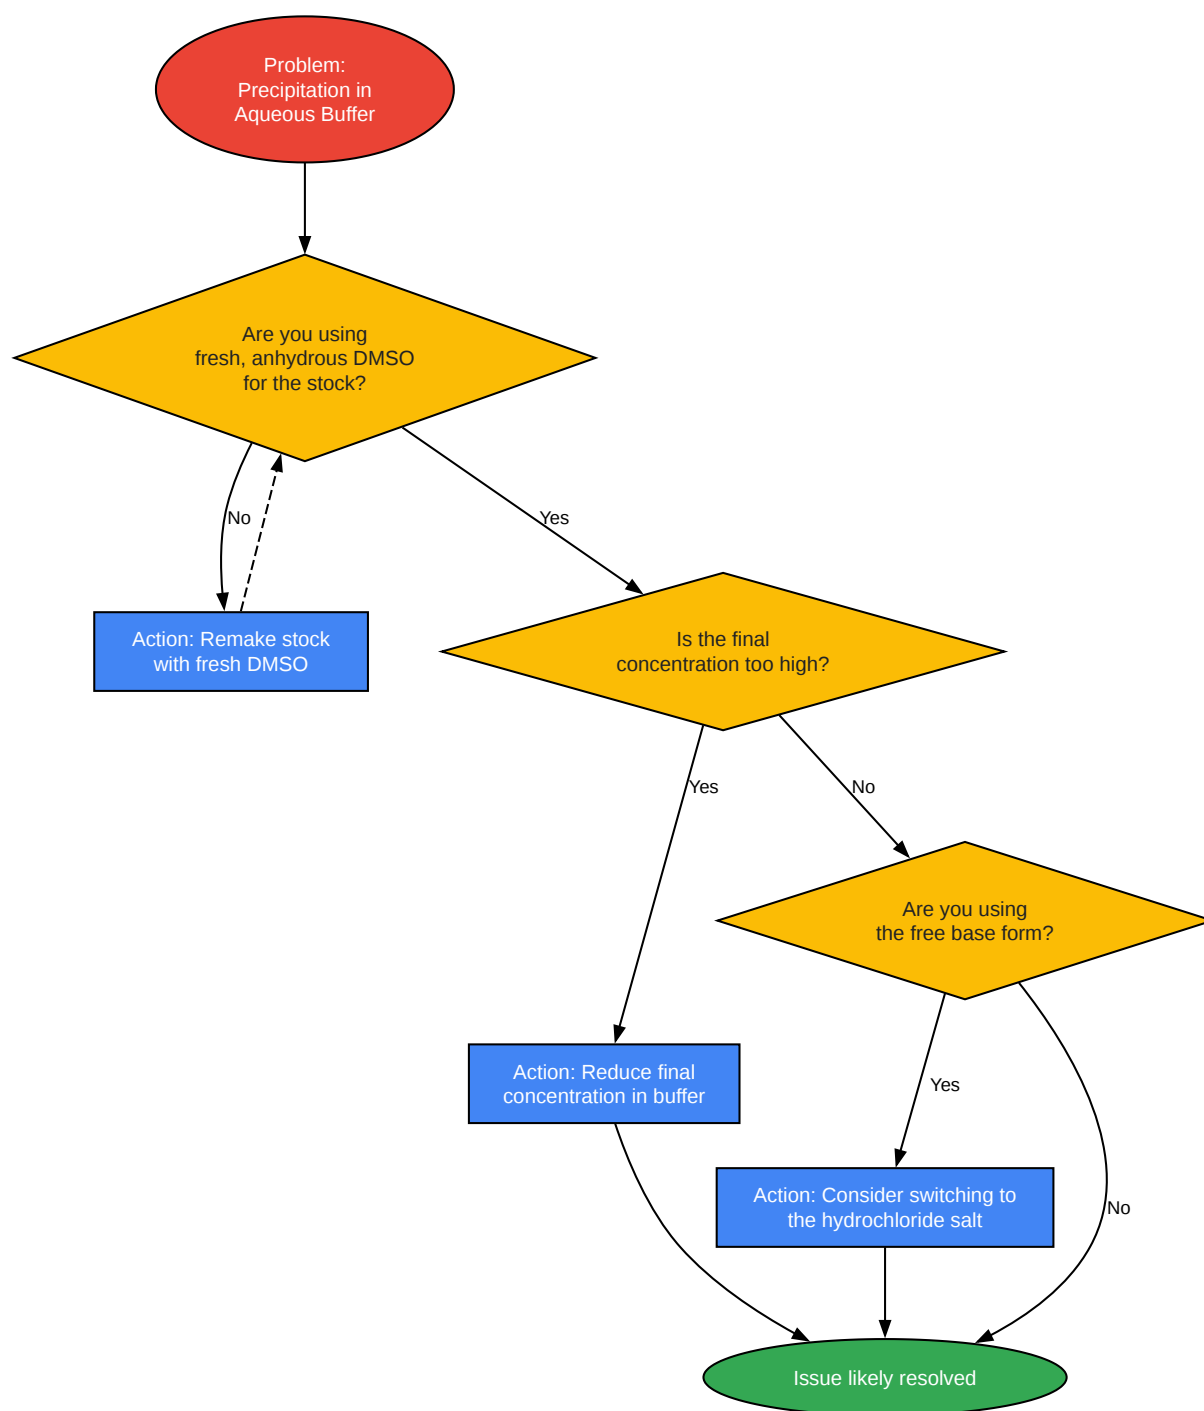 Problem:
Precipitation in
Aqueous Buffer
Are you using
fresh, anhydrous DMSO
for the stock?
No
Yes
Action: Remake stock
with fresh DMSO
Is the final
concentration too high?
Yes
No
Are you using
the free base form?
Action: Reduce final
concentration in buffer
Yes
Action: Consider switching to
the hydrochloride salt
No
Issue likely resolved